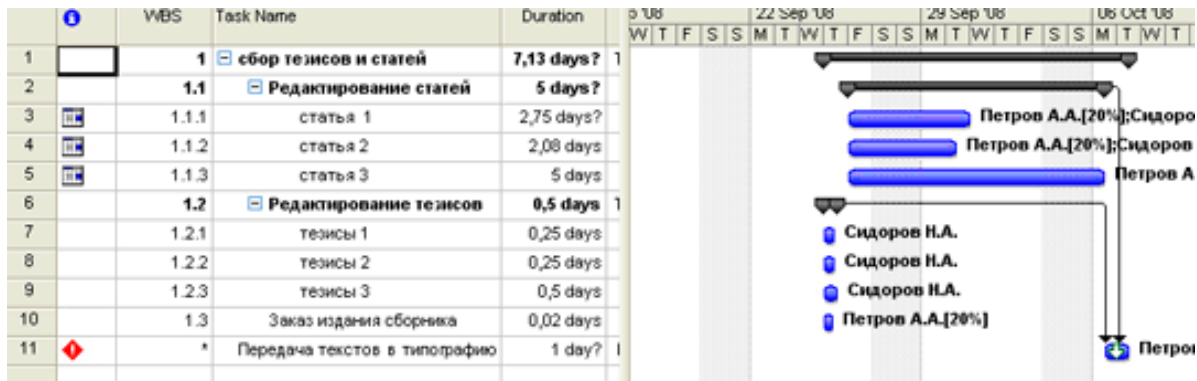 WBS Task Name Duration 22 Sep '08 29 Sep '08 06 Oct '08
W T F S S M T W T F S S M T W T F S S M T W T
1 1 сбор тезисов и статей 7,13 days?
2 1.1 Редактирование статей 5 days?
3 1.1.1 статья 1 2,75 days? Петров А.А.[20%];Сидоро
4 1.1.2 статья 2 2,08 days Петров А.А.[20%];Сидоров
5 1.1.3 статья 3 5 days Петров А.
6 1.2 Редактирование тезисов 0,5 days
7 1.2.1 тезисы 1 0,25 days Сидоров Н.А.
8 1.2.2 тезисы 2 0,25 days Сидоров Н.А.
9 1.2.3 тезисы 3 0,5 days Сидоров Н.А.
10 1.3 Заказ издания сборника 0,02 days Петров А.А.[20%]
11 * Передача текстов в типографию 1 day? Петро